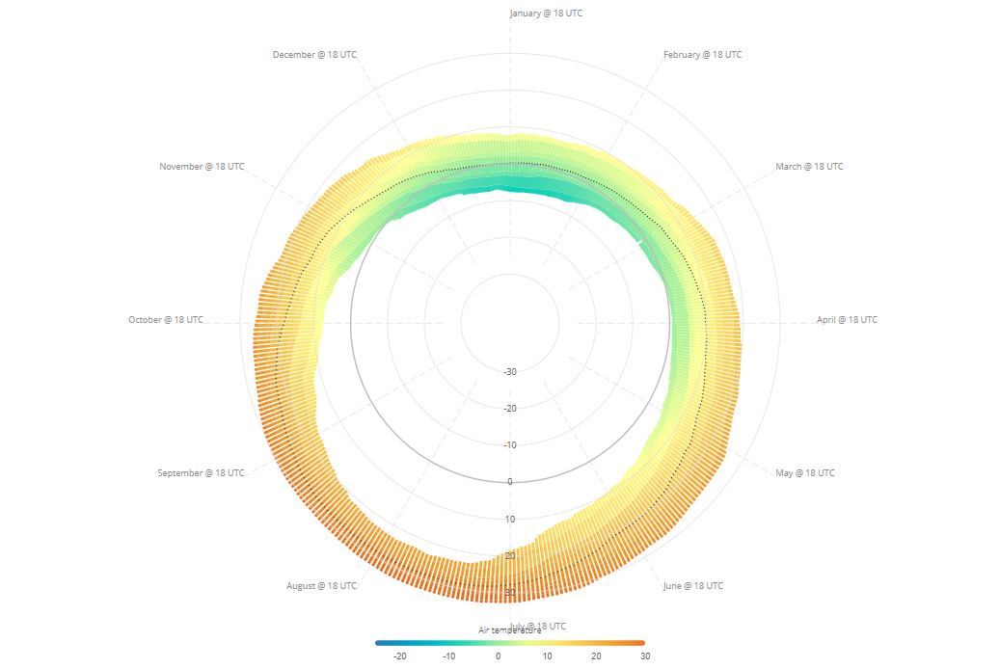 January @ 18 UTC
December @ 18 UTC
February @ 18 UTC
November @ 18 UTC
March @ 18 UTC
October @ 18 UTC
April @ 18 UTC
-30
-20
-10
0
10
20
30
September @ 18 UTC
May @ 18 UTC
August @ 18 UTC
June @ 18 UTC
July @ 18 UTC
Air temperature
-20 -10 0 10 20 30